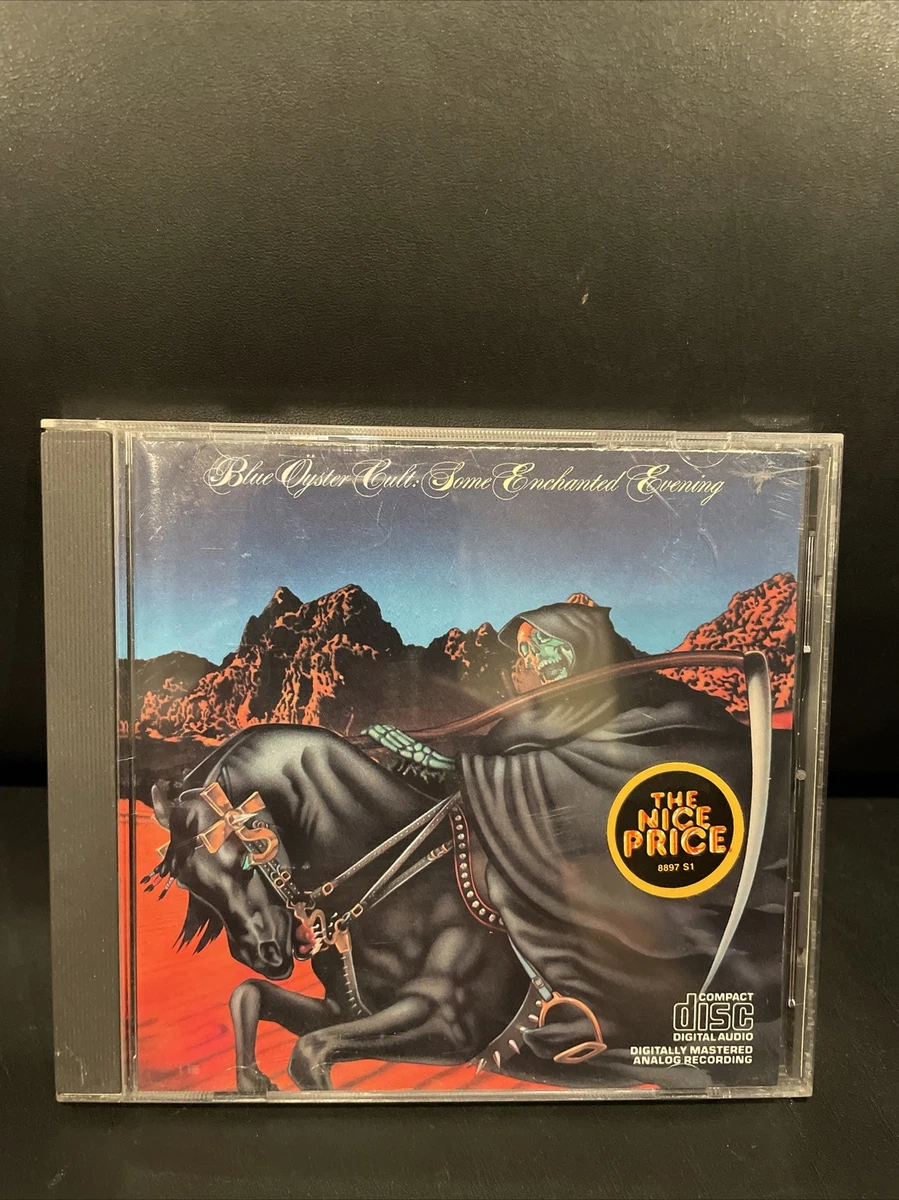 Blue Öyster Cult: Some Enchanted Evening
THE
NICE
PRICE.
8897 S1
COMPACT
disc
DIGITAL AUDIO
DIGITALLY MASTERED
ANALOG RECORDING